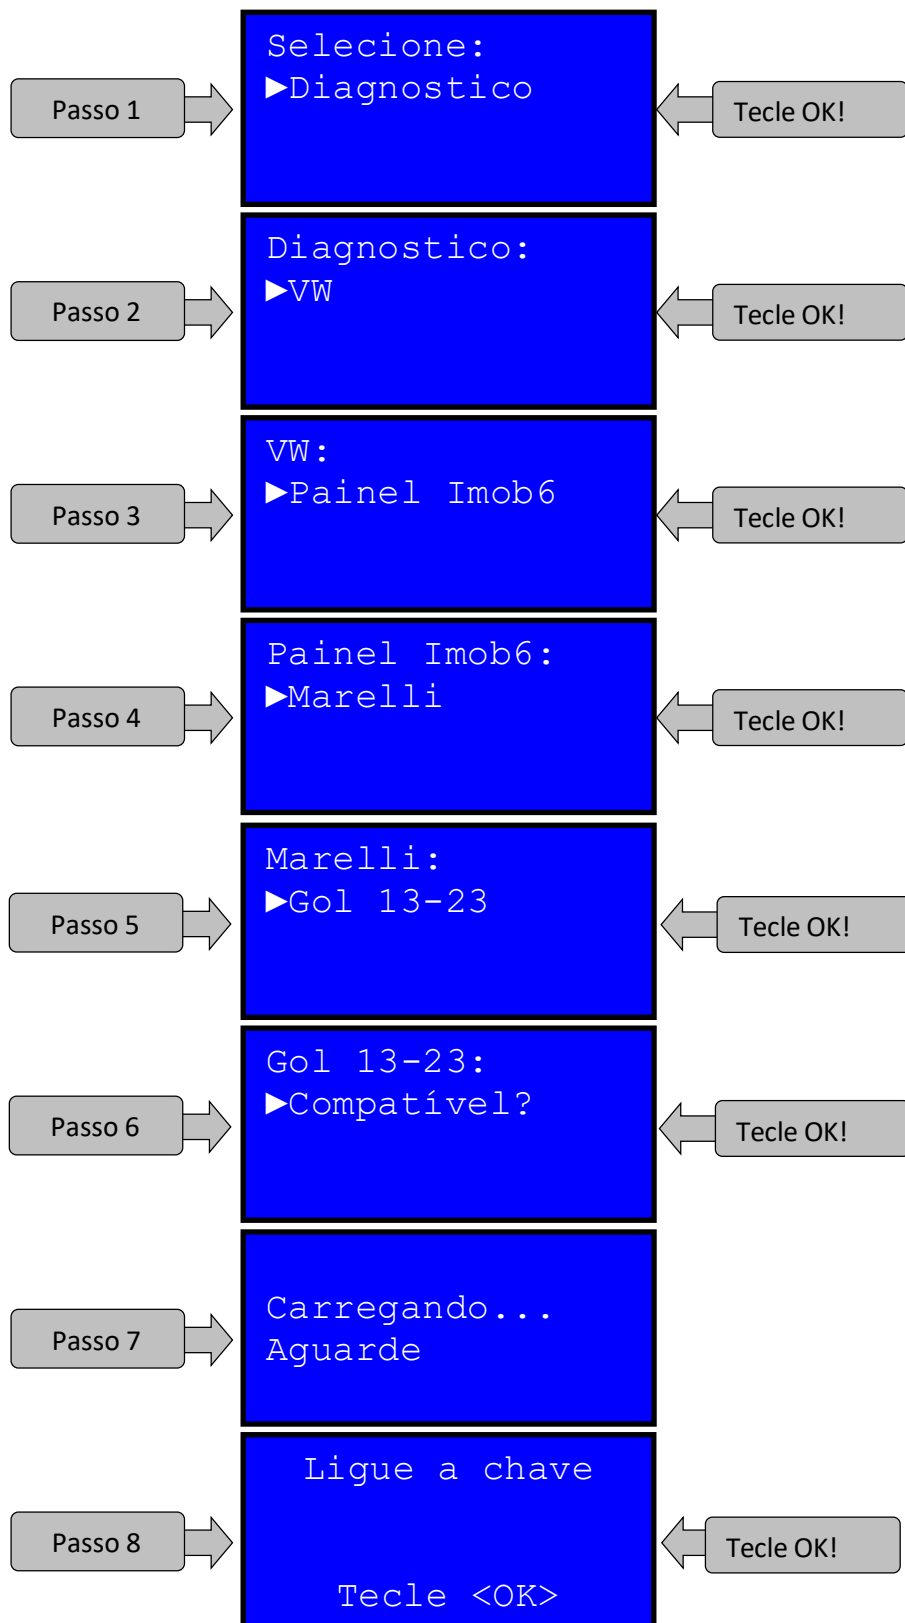 Passo 1
Selecione:
►Diagnostico
Tecle OK!
Passo 2
Diagnostico:
►VW
Tecle OK!
Passo 3
VW:
►Painel Imob6
Tecle OK!
Passo 4
Painel Imob6:
►Marelli
Tecle OK!
Passo 5
Marelli:
►Gol 13-23
Tecle OK!
Passo 6
Gol 13-23:
►Compatível?
Tecle OK!
Passo 7
Carregando...
Aguarde
Passo 8
Ligue a chave
Tecle <OK>
Tecle OK!